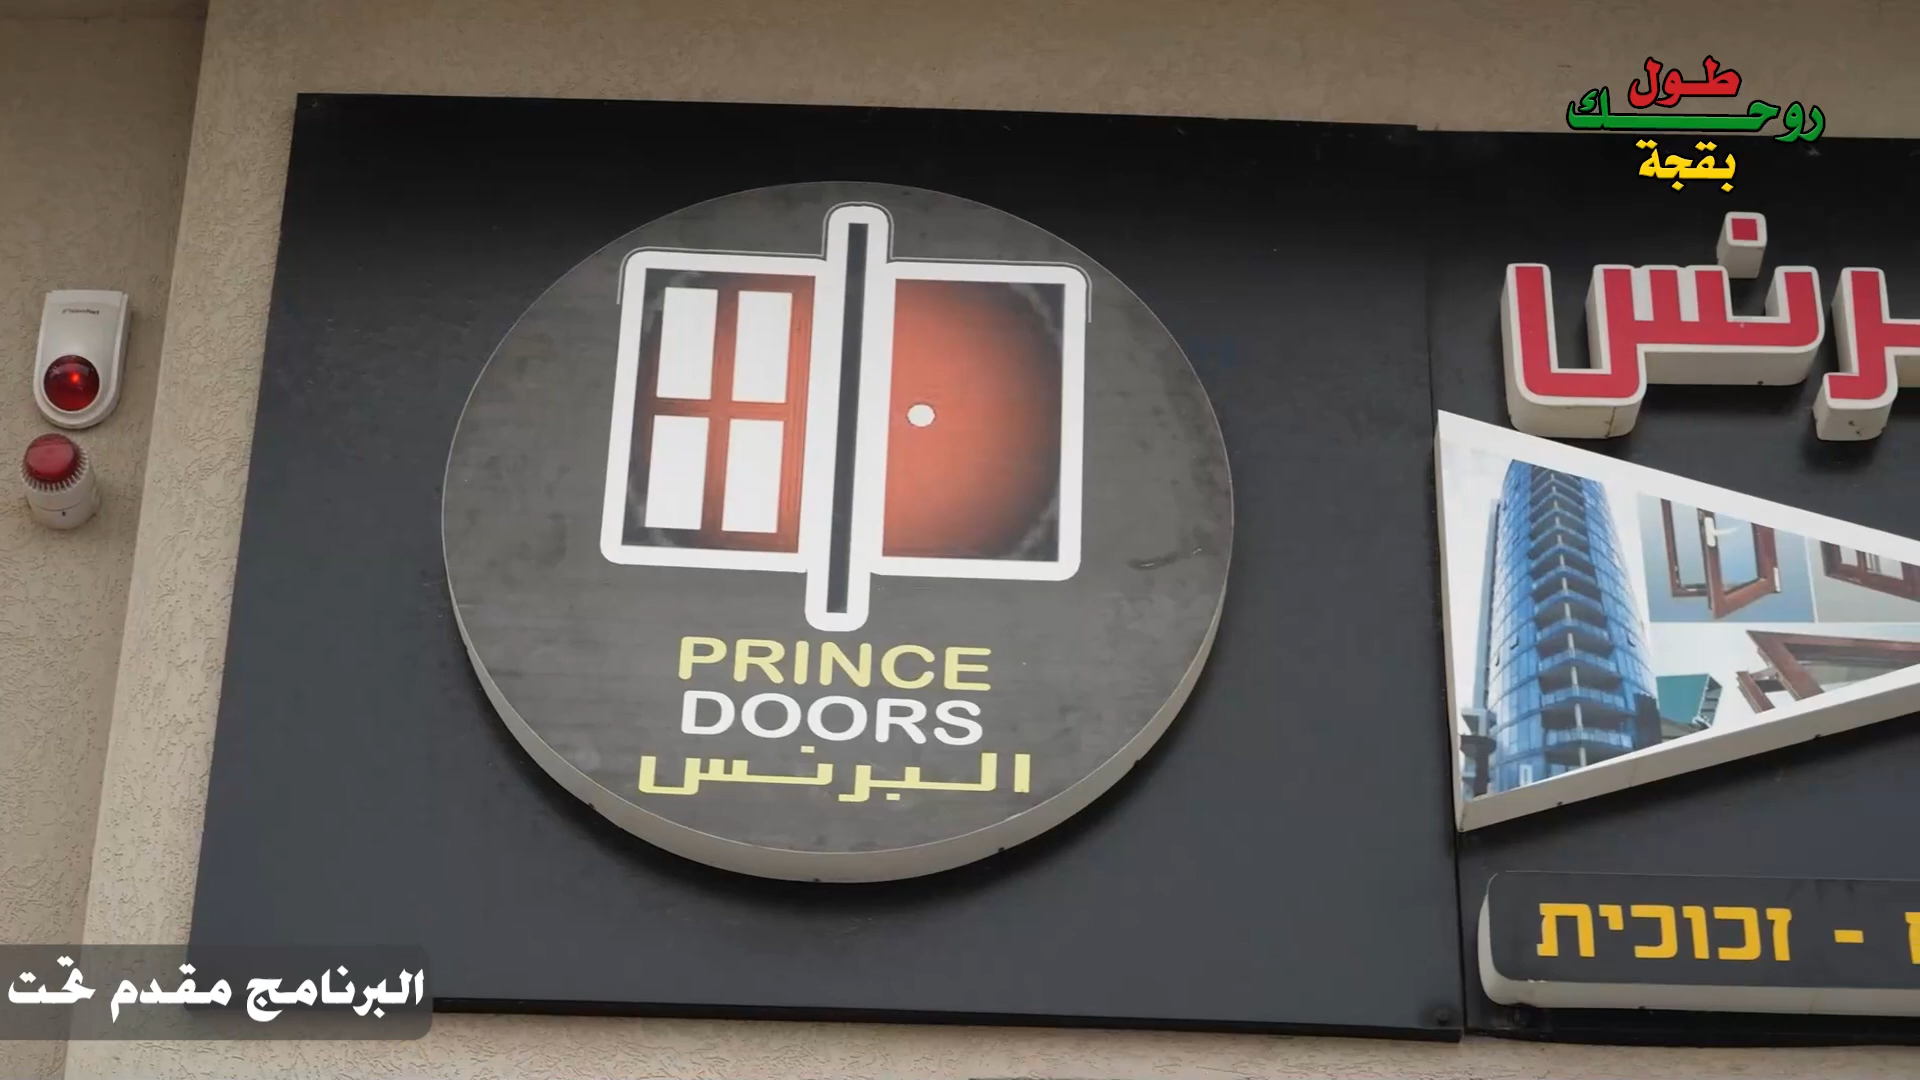 طول
روحك
بقجة
PRINCE
DOORS
البرنس
برنس
זכוכית -
البرنامج مقدم تحت